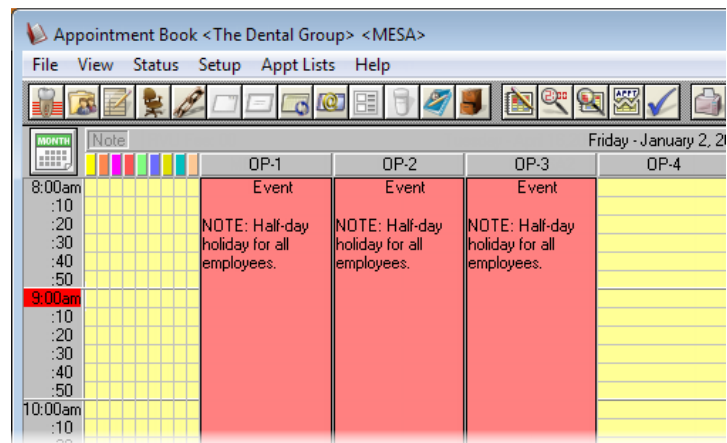 Appointment Book <The Dental Group> <MESA>
File View Status Setup Appt Lists Help
MONTH
Note
Friday - January 2, 20
OP-1 OP-2 OP-3 OP-4
8:00am Event Event Event
:10
:20 NOTE: Half-day NOTE: Half-day NOTE: Half-day
:30 holiday for all holiday for all holiday for all
:40 employees. employees. employees.
:50
9:00am
:10
:20
:30
:40
:50
10:00am
:10